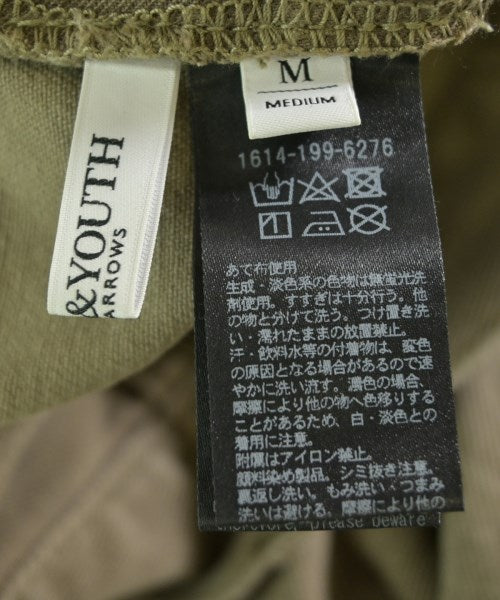 &YOUTH
ARROWS
M
MEDIUM
1614-199-6276
あて布使用
生成・淡色系の色物は無蛍光洗
剤使用。すすぎは十分行う。他
の物と分けて洗う。つけ置き洗
い・濡れたままの放置禁止。
汗・飲料水等の付着物は、変色
の原因となる場合があるので速
やかに洗い流す。濃色の場合、
摩擦により他の物へ色移りする
ことがあるため、白・淡色との
着用に注意。
附属はアイロン禁止。
顔料染め製品。シミ抜き注意。
裏返し洗い。もみ洗い・つまみ
洗いは避ける。摩擦により他の
please beware